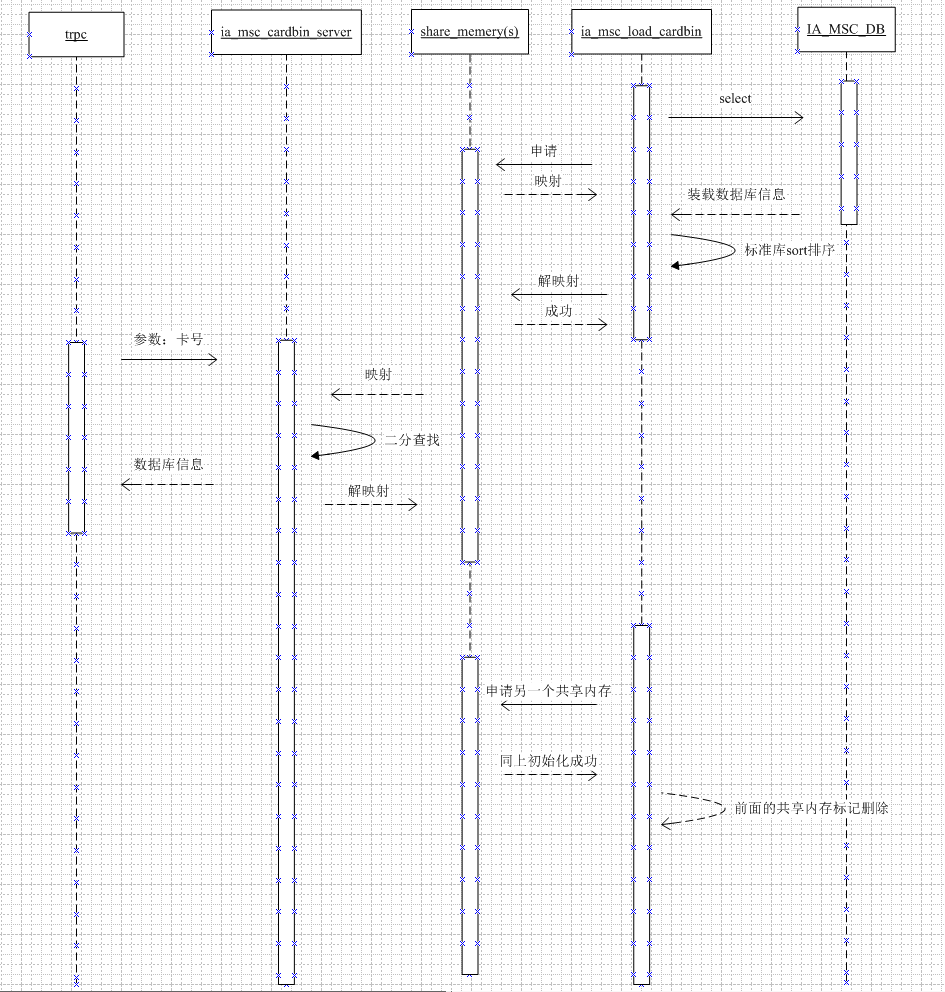 trpc
ia_msc_cardbin_server
share_memery(s)
ia_msc_load_cardbin
IA_MSC_DB
select
申请
映射
装载数据库信息
标准库sort排序
解映射
成功
参数：卡号
映射
二分查找
数据库信息
解映射
申请另一个共享内存
同上初始化成功
前面的共享内存标记删除